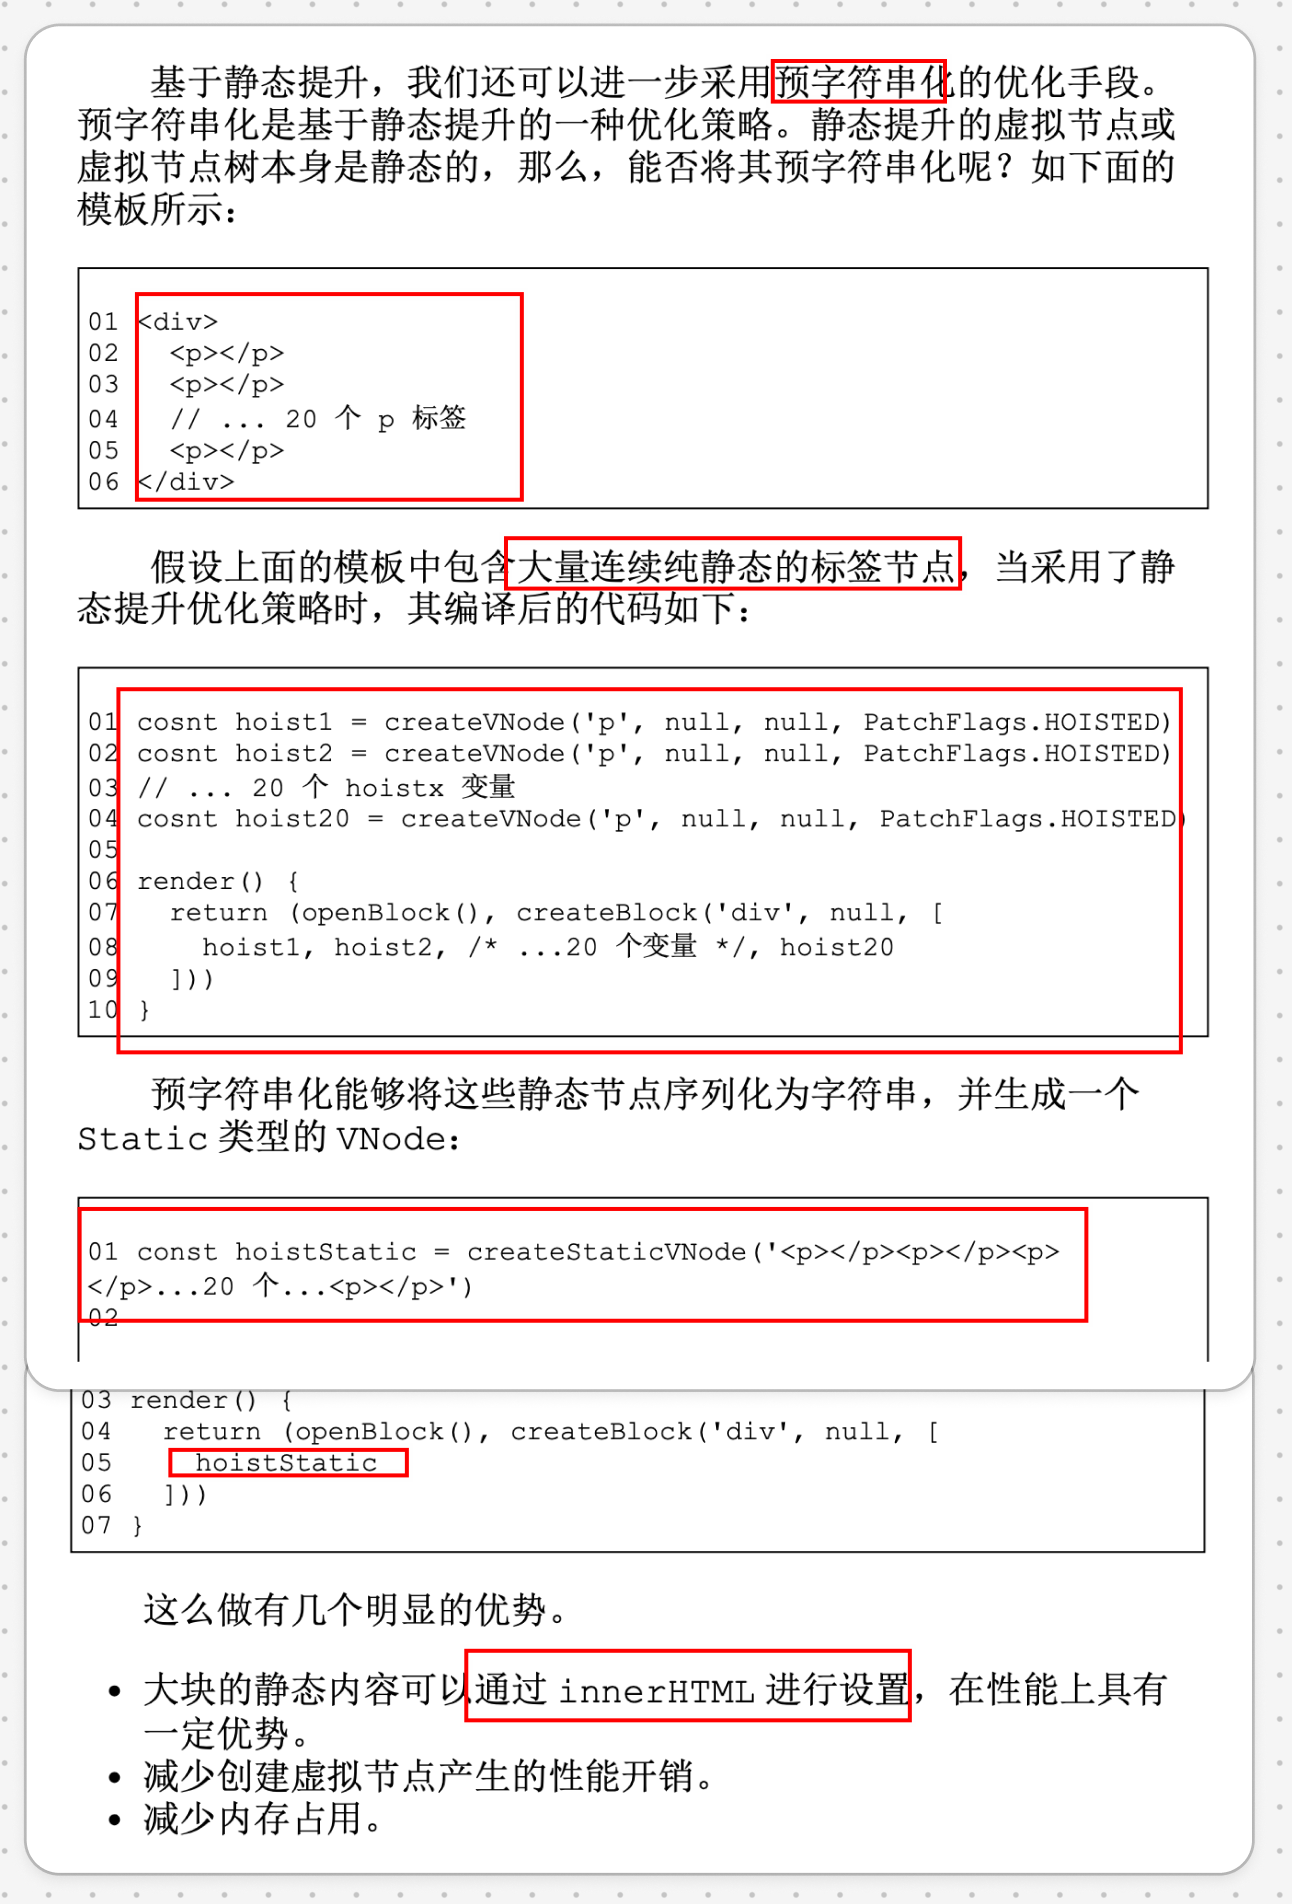 基于静态提升，我们还可以进一步采用预字符串化的优化手段。
预字符串化是基于静态提升的一种优化策略。静态提升的虚拟节点或
虚拟节点树本身是静态的，那么，能否将其预字符串化呢？如下面的
模板所示：
01 <div>
02   <p></p>
03   <p></p>
04   // ... 20 个 p 标签
05   <p></p>
06 </div>
假设上面的模板中包含大量连续纯静态的标签节点，当采用了静
态提升优化策略时，其编译后的代码如下：
01 cosnt hoist1 = createVNode('p', null, null, PatchFlags.HOISTED)
02 cosnt hoist2 = createVNode('p', null, null, PatchFlags.HOISTED)
03 // ... 20 个 hoistx 变量
04 cosnt hoist20 = createVNode('p', null, null, PatchFlags.HOISTED)
05
06 render() {
07   return (openBlock(), createBlock('div', null, [
08     hoist1, hoist2, /* ...20 个变量 */, hoist20
09   ]))
10 }
预字符串化能够将这些静态节点序列化为字符串，并生成一个
Static 类型的 VNode：
01 const hoistStatic = createStaticVNode('<p></p><p></p><p>
</p>...20 个...<p></p>')
02
03 render() {
04   return (openBlock(), createBlock('div', null, [
05     hoistStatic
06   ]))
07 }
这么做有几个明显的优势。
• 大块的静态内容可以通过 innerHTML 进行设置，在性能上具有
一定优势。
• 减少创建虚拟节点产生的性能开销。
• 减少内存占用。